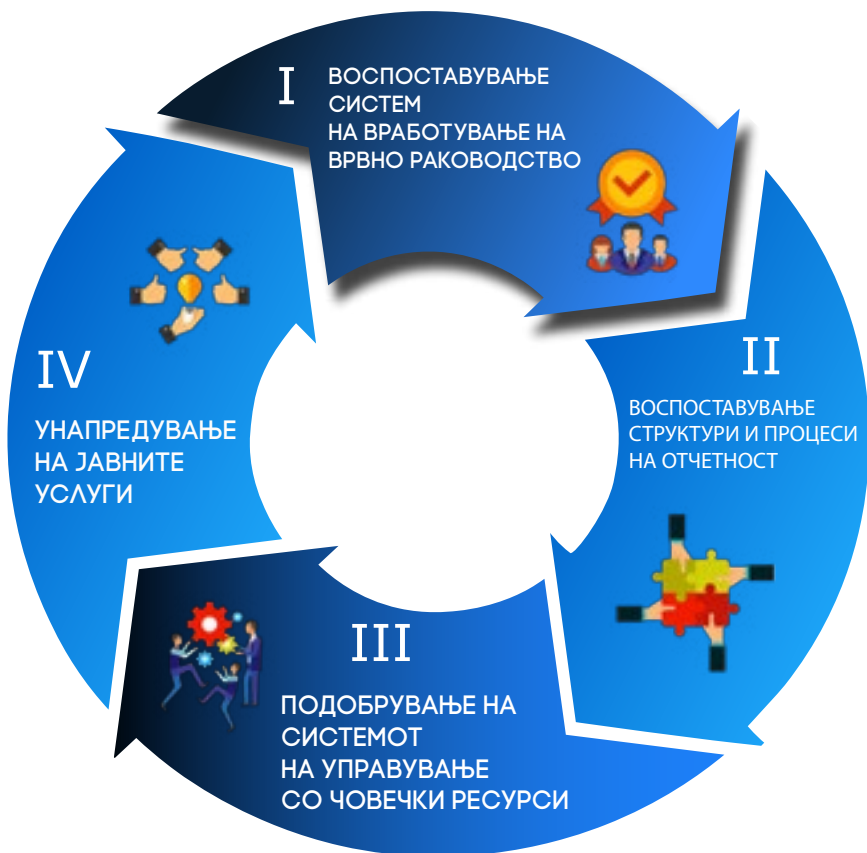 I
ВОСПОСТАВУВАЊЕ
СИСТЕМ
НА ВРАБОТУВАЊЕ НА
ВРВНО РАКОВОДСТВО
II
ВОСПОСТАВУВАЊЕ
СТРУКТУРИ И ПРОЦЕСИ
НА ОТЧЕТНОСТ
III
ПОДОБРУВАЊЕ НА
СИСТЕМОТ
НА УПРАВУВАЊЕ
СО ЧОВЕЧКИ РЕСУРСИ
IV
УНАПРЕДУВАЊЕ
НА ЈАВНИТЕ
УСЛУГИ